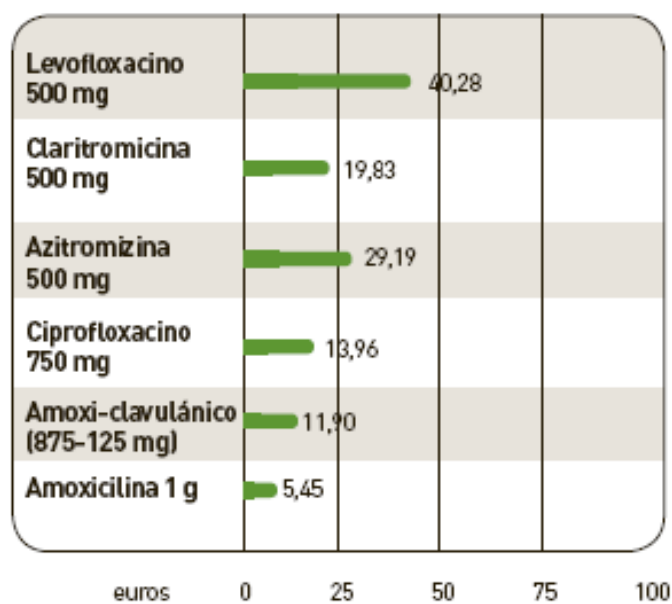 Levofloxacino
500 mg
40,28
Claritromicina
500 mg
19,83
Azitromizina
500 mg
29,19
Ciprofloxacino
750 mg
13,96
Amoxi-clavulánico
(875-125 mg)
11,90
Amoxicilina 1 g
5,45
euros 0 25 50 75 100